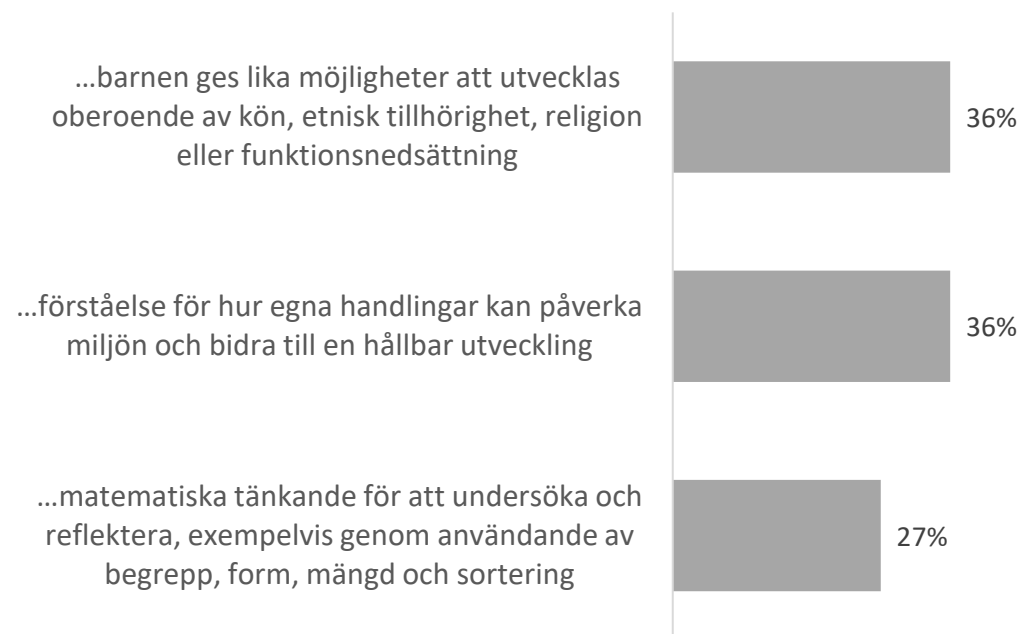 ...barnen ges lika möjligheter att utvecklas
oberoende av kön, etnisk tillhörighet, religion
eller funktionsnedsättning
36%
...förståelse för hur egna handlingar kan påverka
miljön och bidra till en hållbar utveckling
36%
...matematiska tänkande för att undersöka och
reflektera, exempelvis genom användande av
begrepp, form, mängd och sortering
27%